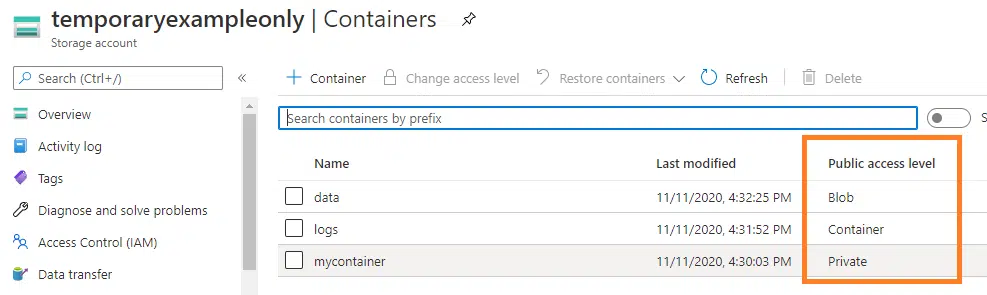 temporaryexampleonly | Containers
Storage account
Search (Ctrl+/)
«
Overview
Activity log
Tags
Diagnose and solve problems
Access Control (IAM)
Data transfer
+ Container
Change access level
Restore containers
Refresh
Delete
Search containers by prefix
S
Name Last modified Public access level
data 11/11/2020, 4:32:25 PM Blob
logs 11/11/2020, 4:31:52 PM Container
mycontainer 11/11/2020, 4:30:03 PM Private